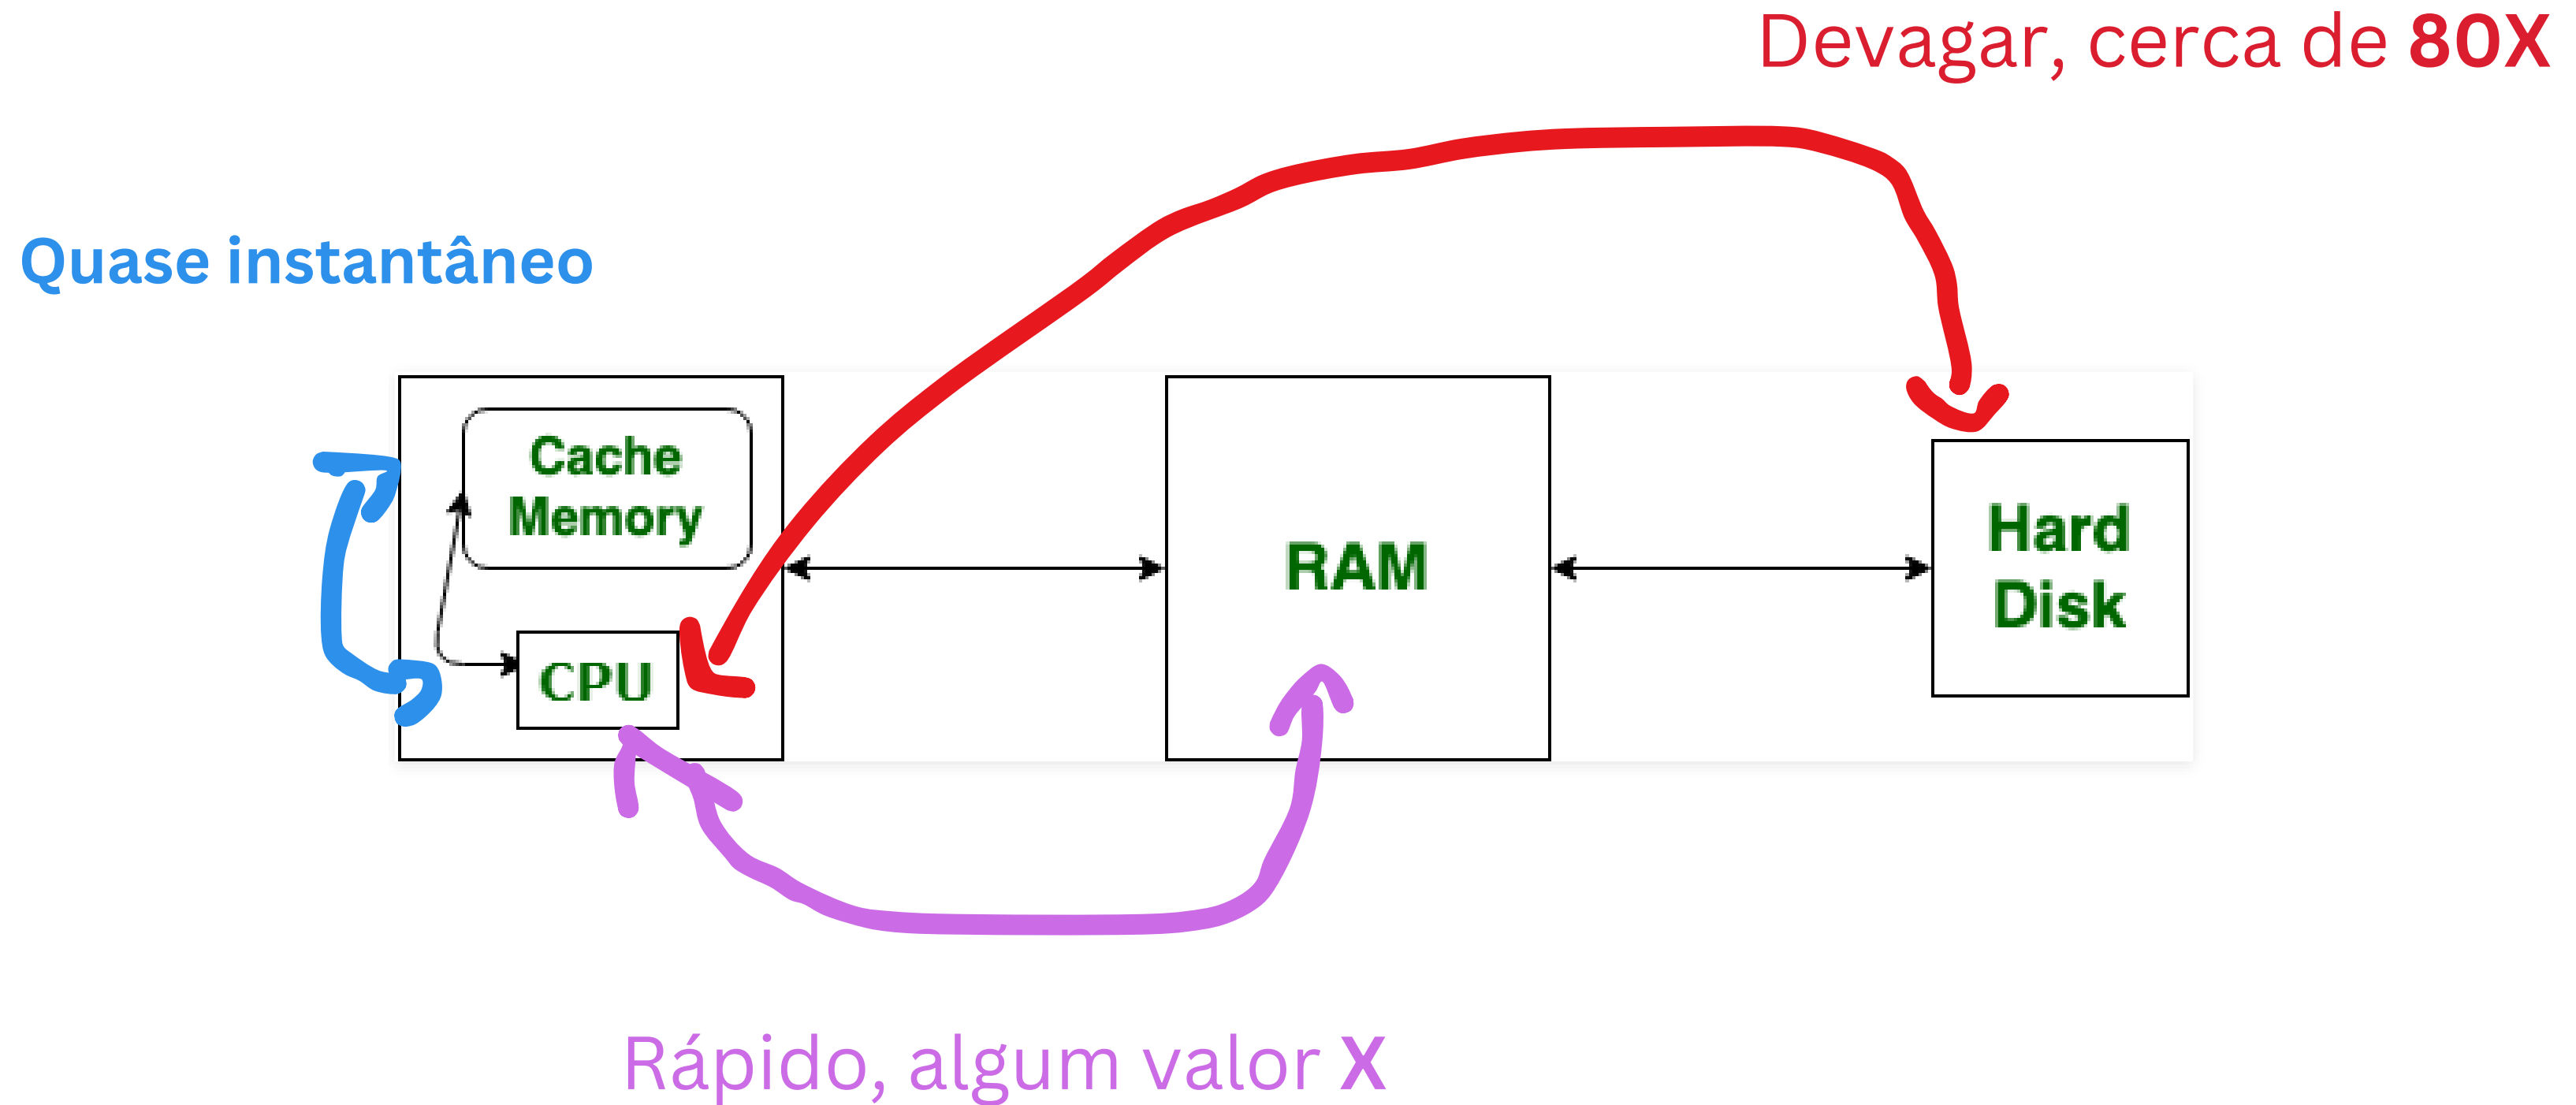 Devagar, cerca de 80X
Quase instantâneo
Cache
Memory
CPU
RAM
Hard
Disk
Rápido, algum valor X